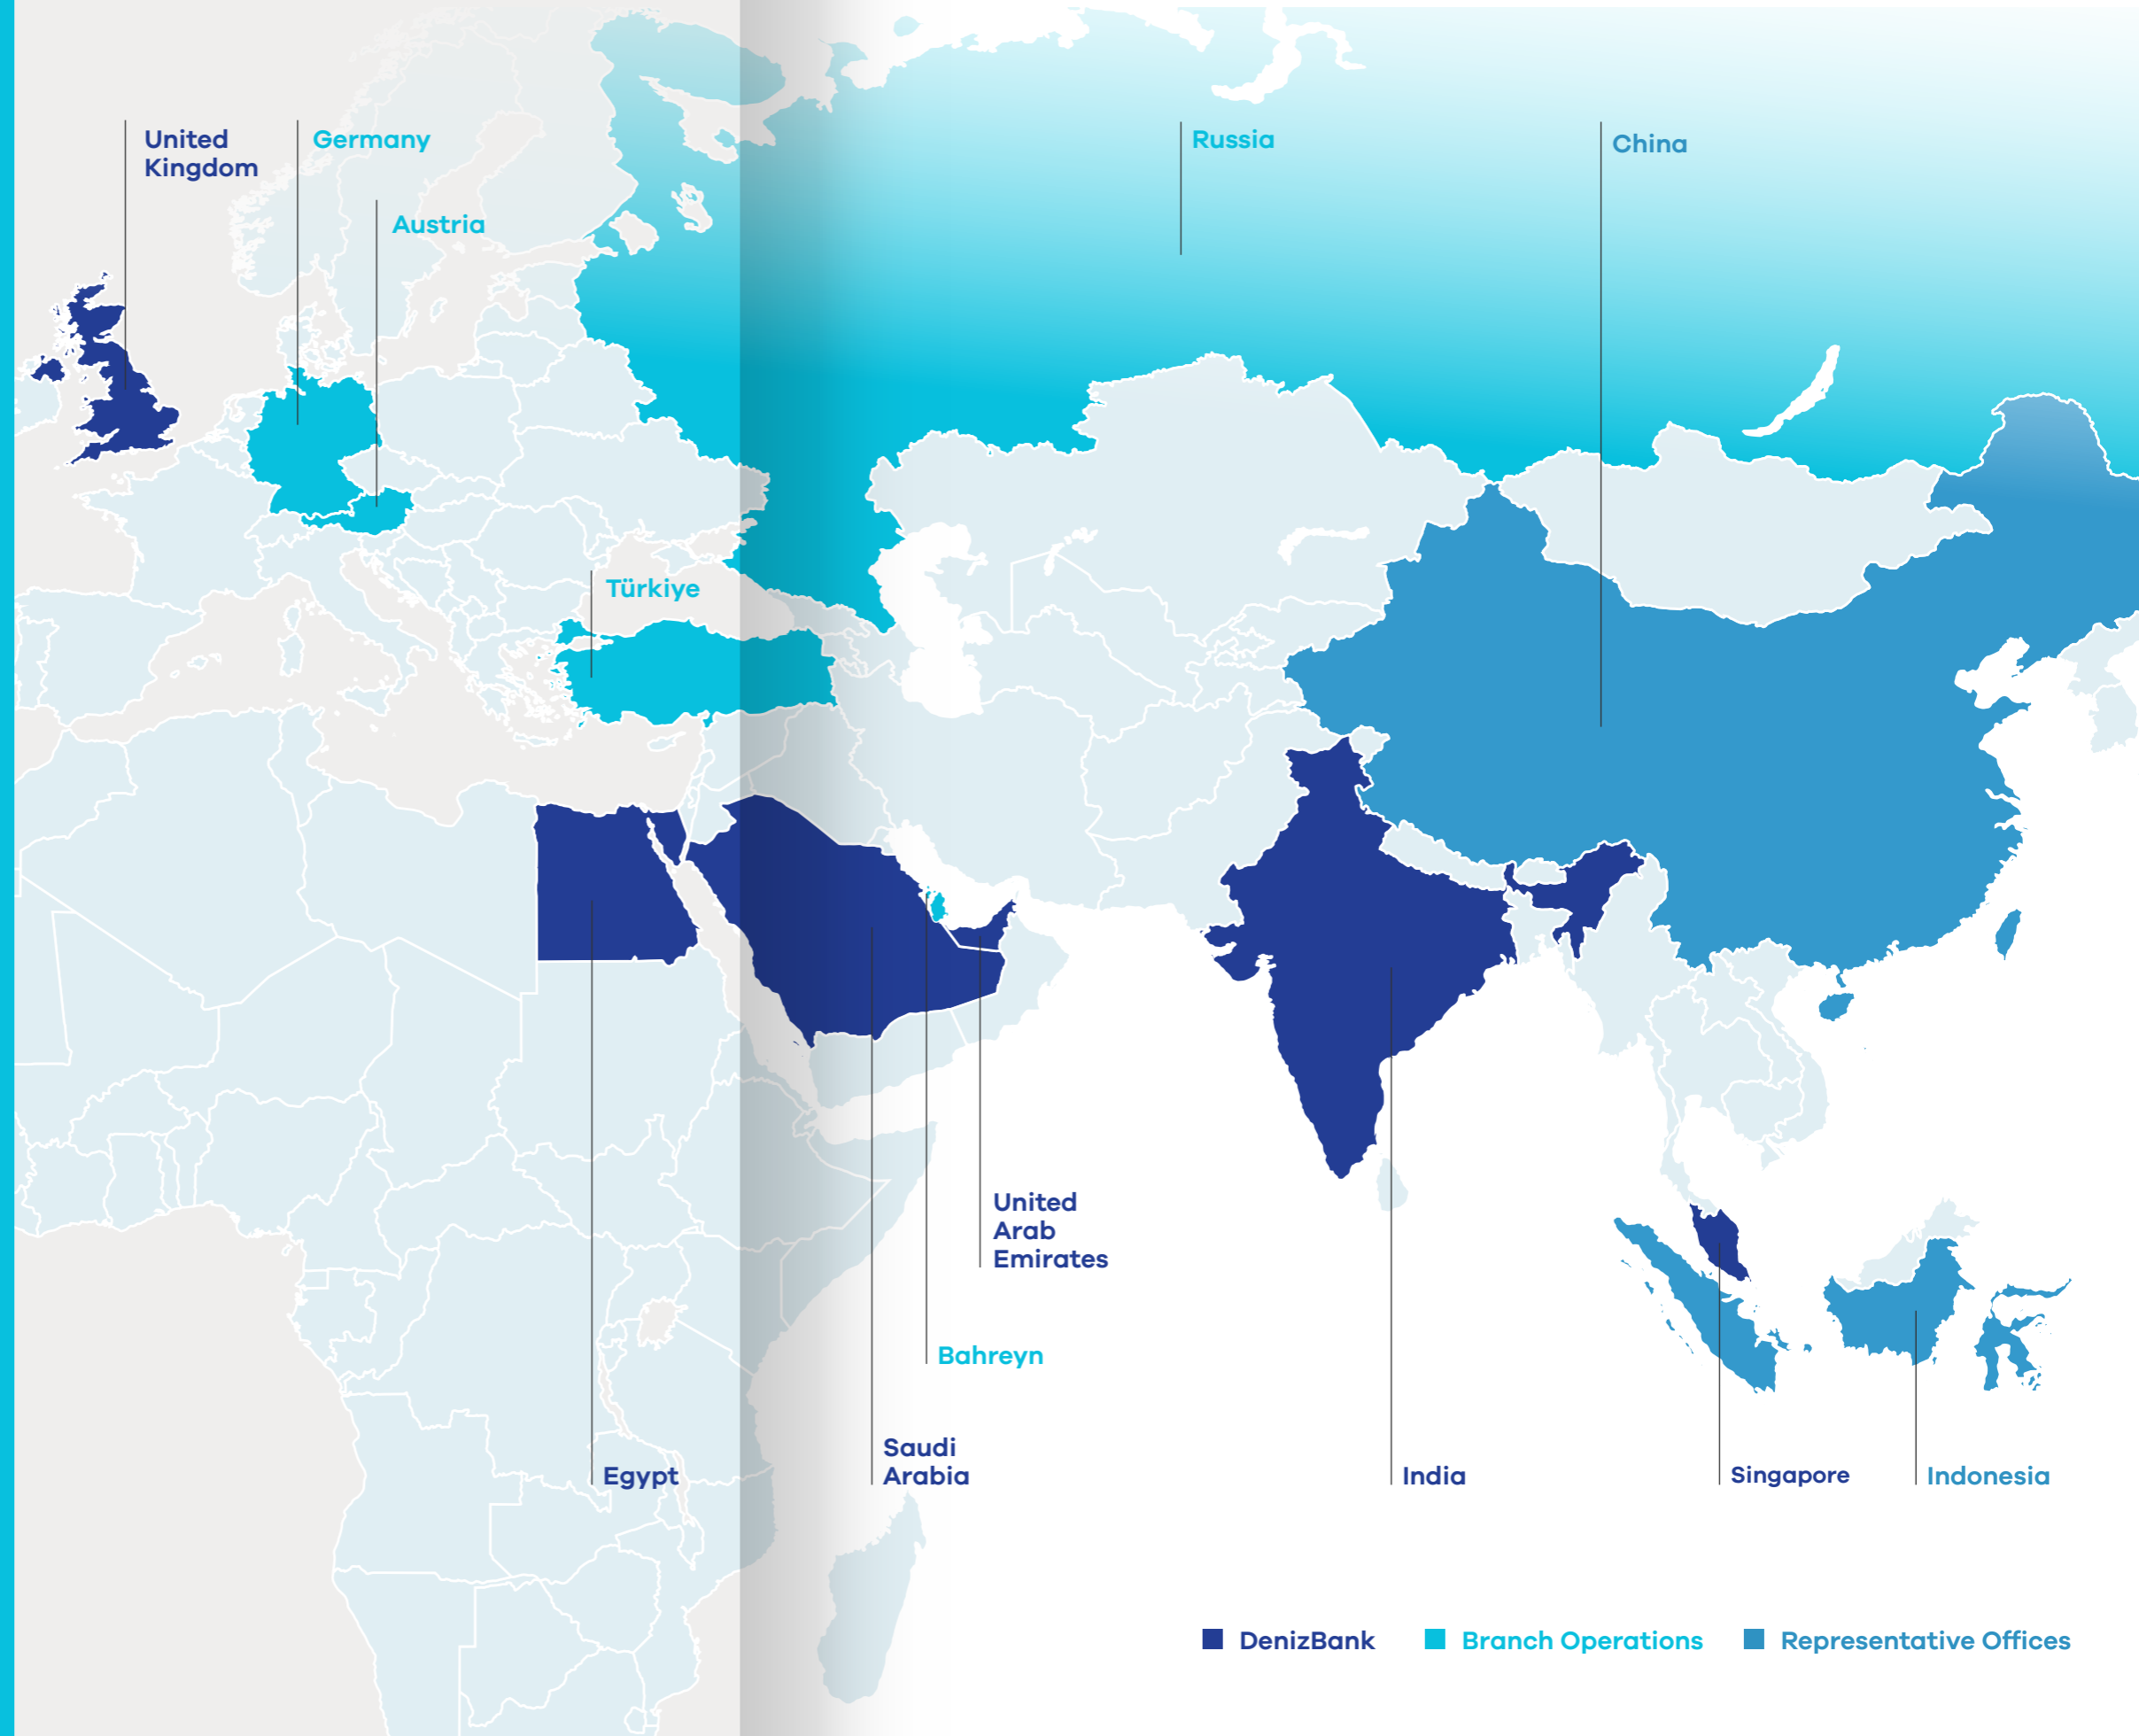 United
Kingdom
Germany
Austria
Russia
China
Türkiye
United
Arab
Emirates
Bahreyn
Saudi
Arabia
Egypt
India
Singapore
Indonesia
DenizBank
Branch Operations
Representative Offices